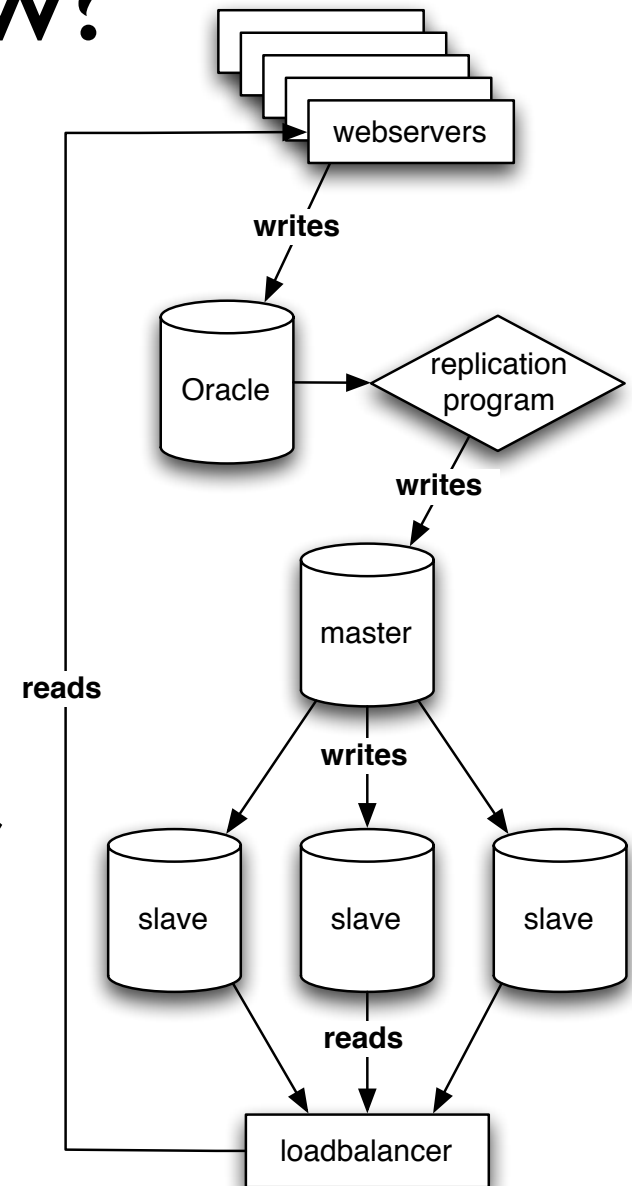 w?
webservers
writes
Oracle
replication
program
writes
master
reads
writes
slave
slave
slave
reads
loadbalancer